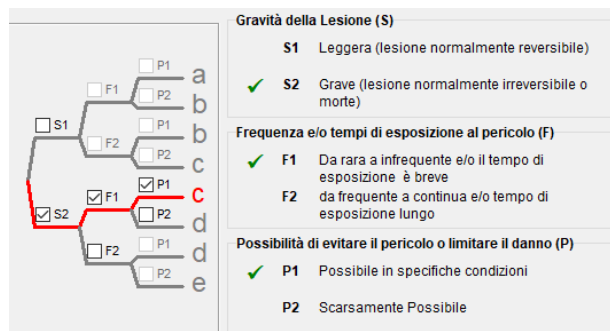 P1
a
F1
P2
b
S1
P1
b
F2
P2
c
P1
c
F1
S2
P2
d
F2
P1
d
P2
e
Gravità della Lesione (S)
S1 Leggera (lesione normalmente reversibile)
S2 Grave (lesione normalmente irreversibile o
morte)
Frequenza e/o tempi di esposizione al pericolo (F)
F1 Da rara a infrequente e/o il tempo di
esposizione è breve
F2 da frequente a continua e/o tempo di
esposizione lungo
Possibilità di evitare il pericolo o limitare il danno (P)
P1 Possibile in specifiche condizioni
P2 Scarsamente Possibile